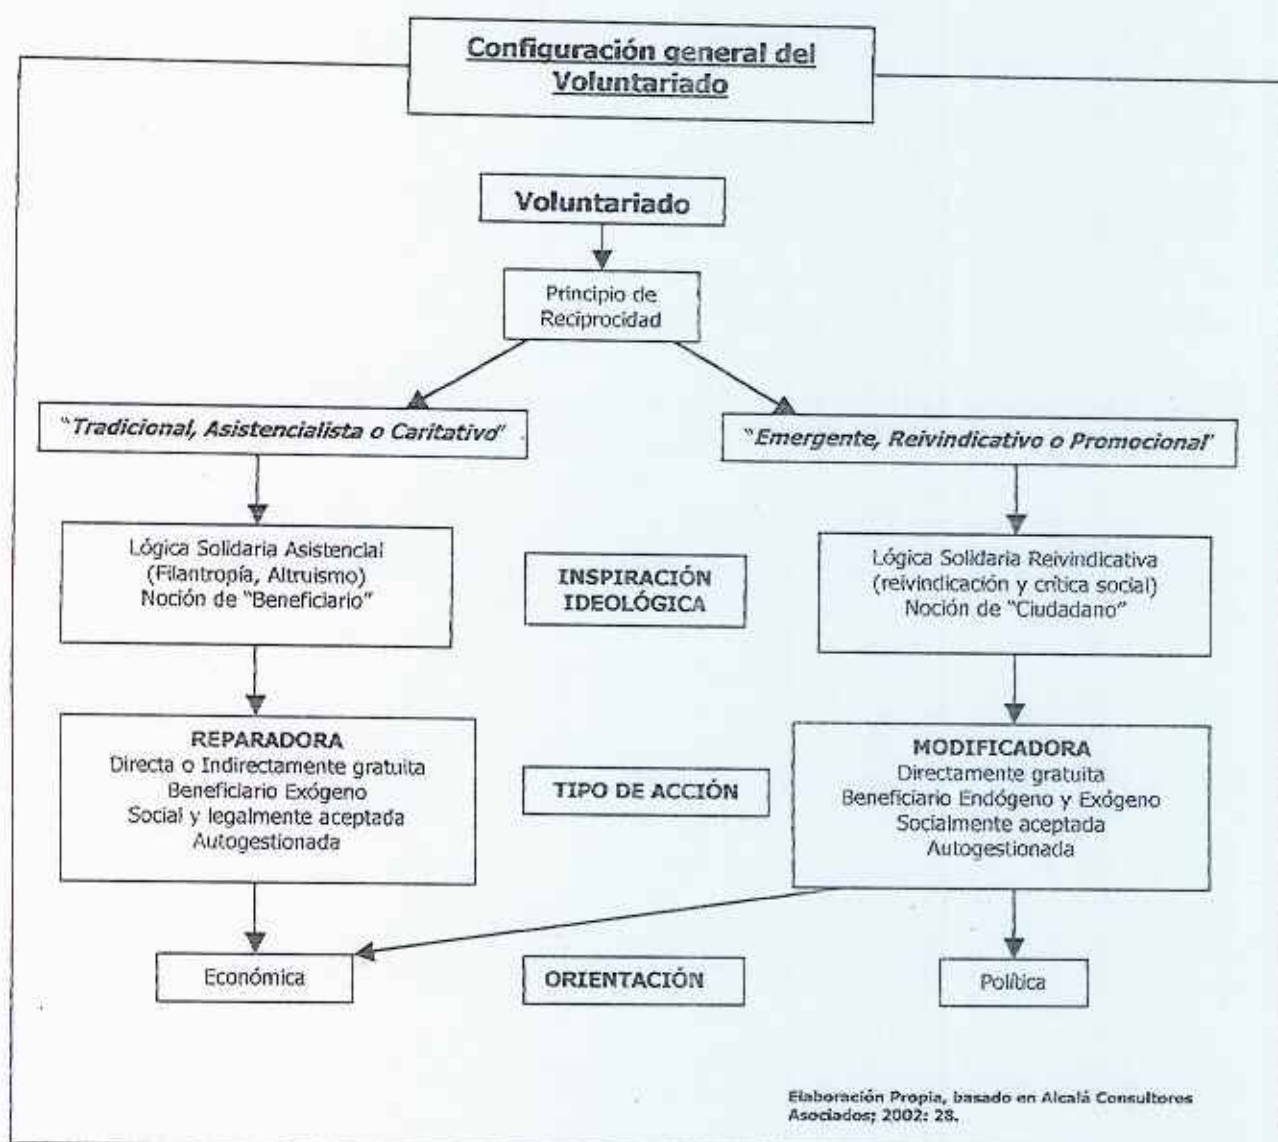 Configuración general del
Voluntariado
Voluntariado
Principio de
Reciprocidad
"Tradicional, Asistencialista o Caritativo"
"Emergente, Reivindicativo o Promocional"
Lógica Solidaria Asistencial
(Filantropía, Altruismo)
Noción de "Beneficiario"
INSPIRACIÓN
IDEOLÓGICA
Lógica Solidaria Reivindicativa
(reivindicación y crítica social)
Noción de "Ciudadano"
REPARADORA
Directa o Indirectamente gratuita
Beneficiario Exógeno
Social y legalmente aceptada
Autogestionada
TIPO DE ACCIÓN
MODIFICADORA
Directamente gratuita
Beneficiario Endógeno y Exógeno
Socialmente aceptada
Autogestionada
Económica
ORIENTACIÓN
Política
Elaboración Propia, basado en Alcalá Consultores
Asociados; 2002: 28.